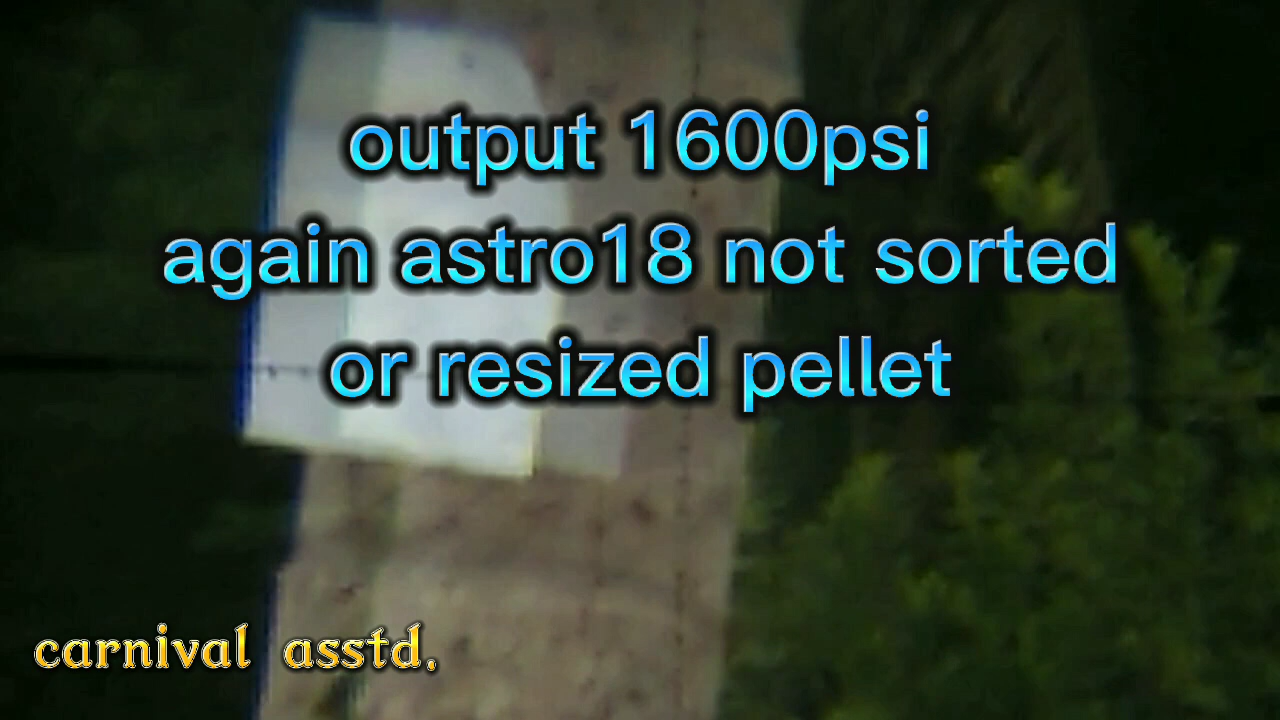 output 1600psi
again astro18 not sorted
or resized pellet
carnival asstd.